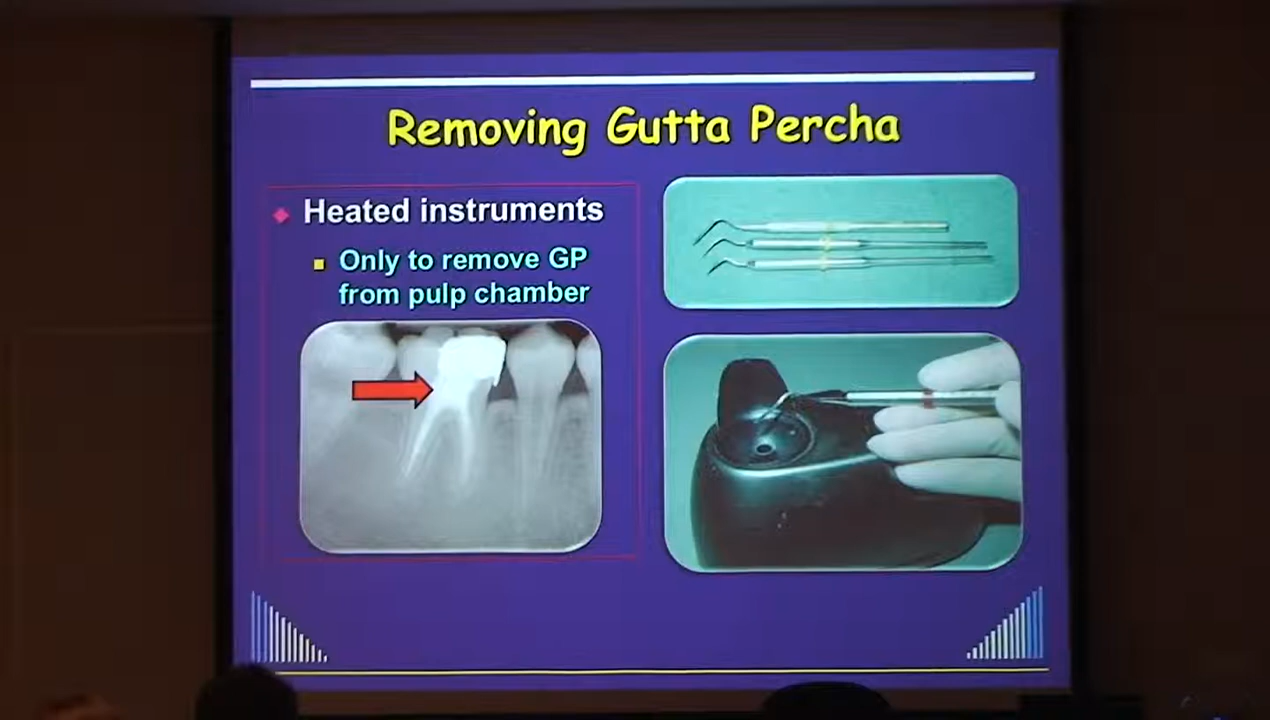 Removing Gutta Percha
Heated instruments
Only to remove GP
from pulp chamber